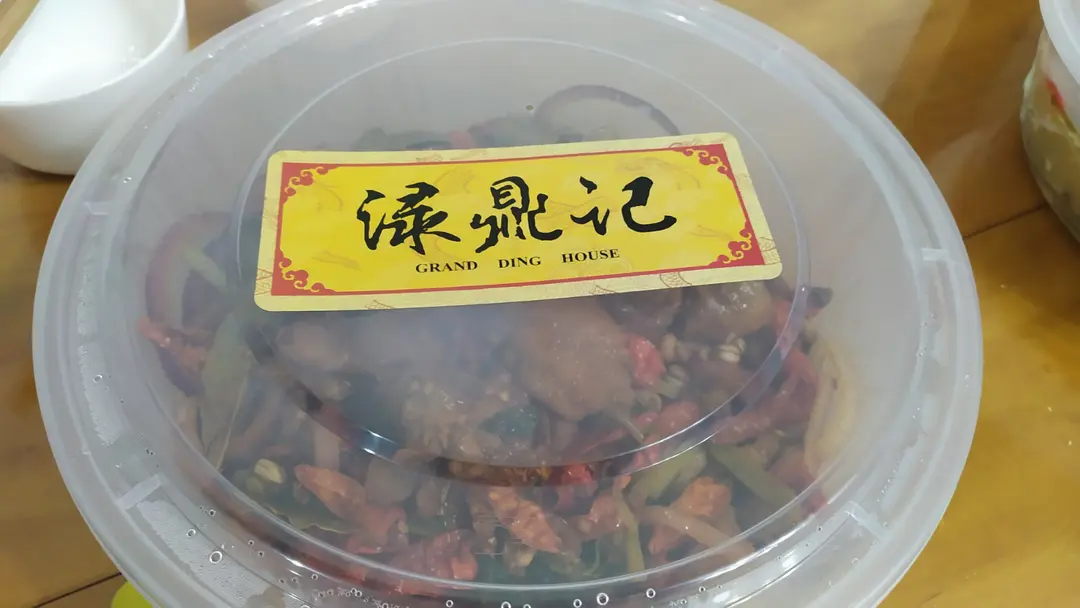 渌鼎记
GRAND DING HOUSE